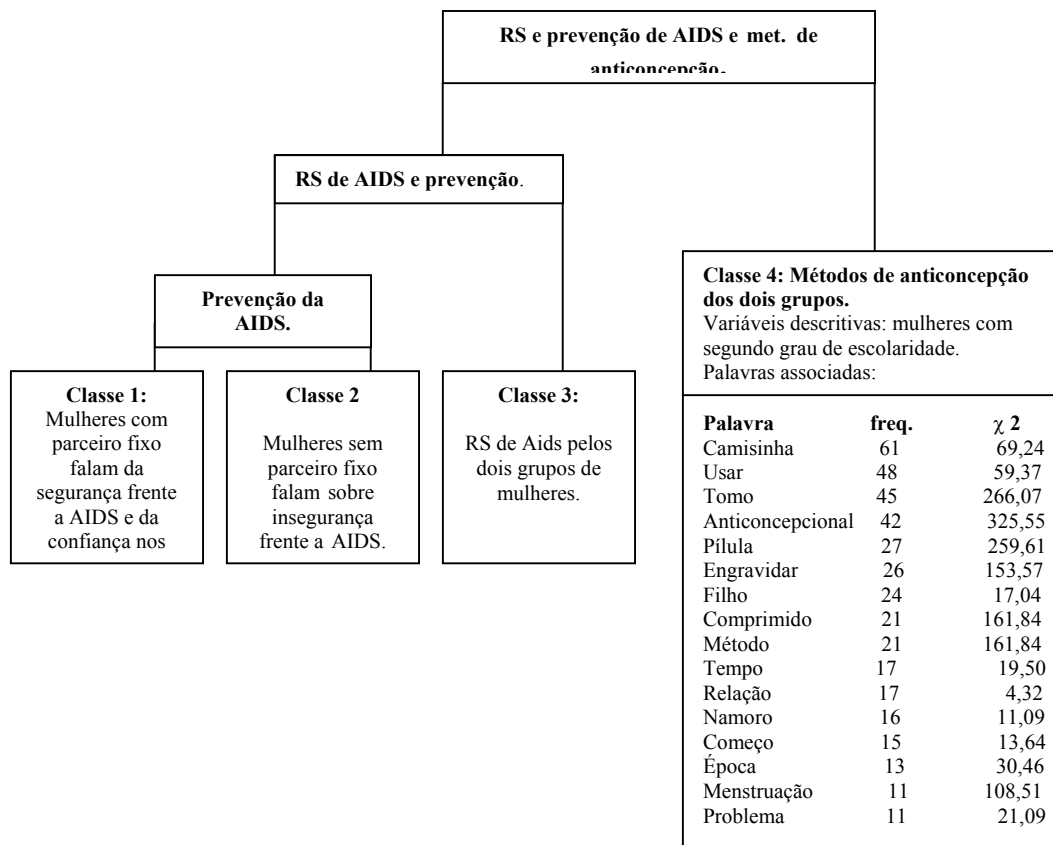 RS e prevenção de AIDS e met. de
anticoncepção.
RS de AIDS e prevenção.
Prevenção da
AIDS.
Classe 1:
Mulheres com
parceiro fixo
falam da
segurança frente
a AIDS e da
confiança nos
Classe 2
Mulheres sem
parceiro fixo
falam sobre
insegurança
frente a AIDS.
Classe 3:
RS de Aids pelos
dois grupos de
mulheres.
Classe 4: Métodos de anticoncepção
dos dois grupos.
Variáveis descritivas: mulheres com
segundo grau de escolaridade.
Palavras associadas:
Palavra freq. χ 2
Camisinha 61 69,24
Usar 48 59,37
Tomo 45 266,07
Anticoncepcional 42 325,55
Pílula 27 259,61
Engravidar 26 153,57
Filho 24 17,04
Comprimido 21 161,84
Método 21 161,84
Tempo 17 19,50
Relação 17 4,32
Namoro 16 11,09
Começo 15 13,64
Época 13 30,46
Menstruação 11 108,51
Problema 11 21,09